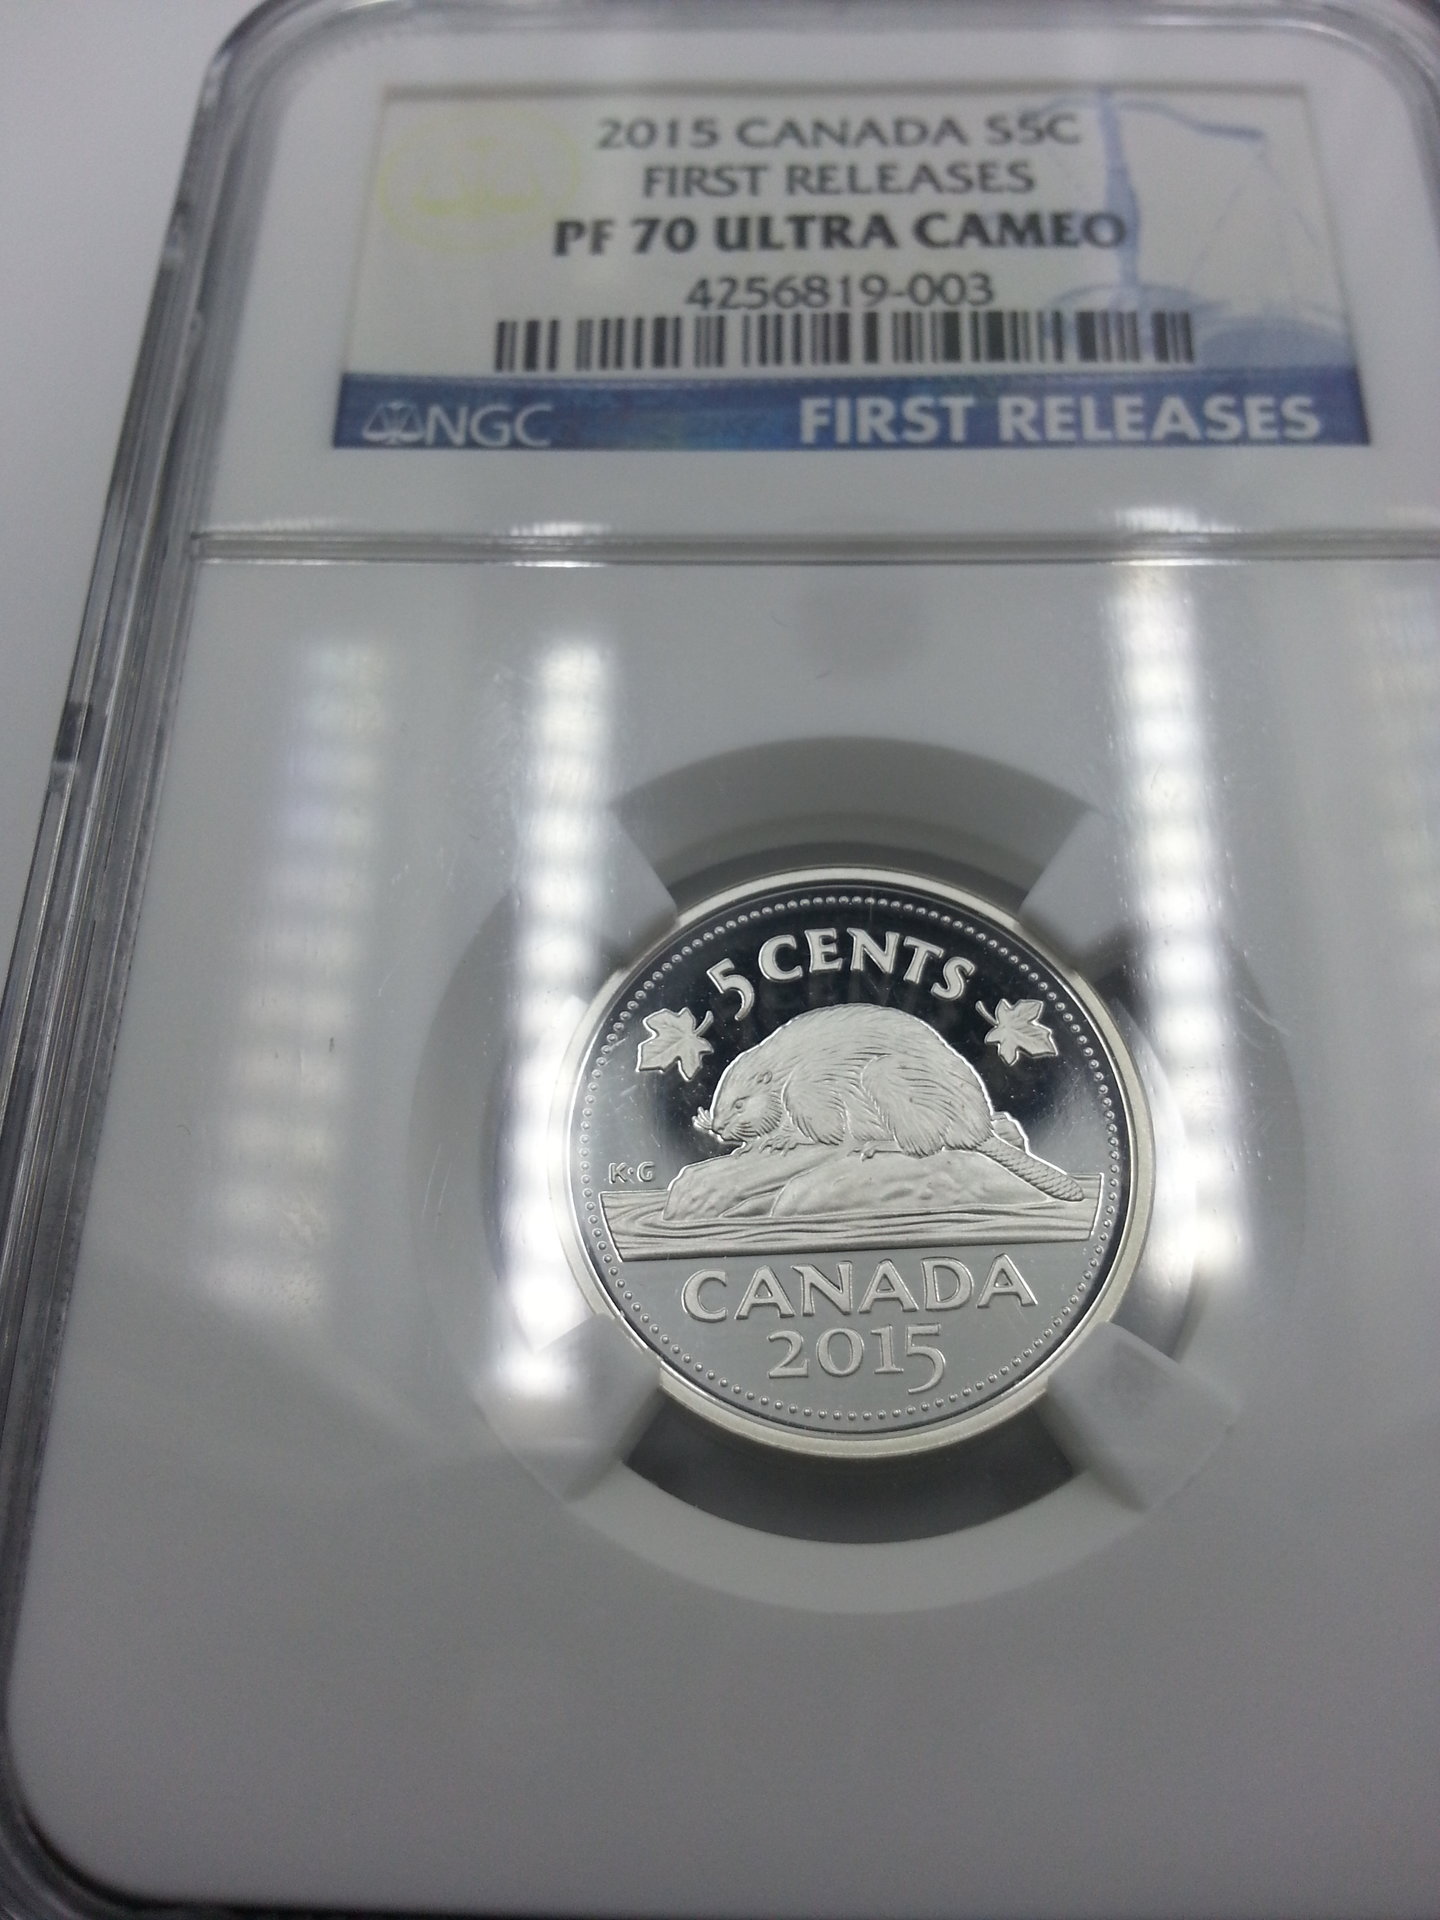 2015 CANADA S5C
FIRST RELEASES
PF 70 ULTRA CAMEO
4256819-003
NGC FIRST RELEASES
5 CENTS
K·G
CANADA
2015